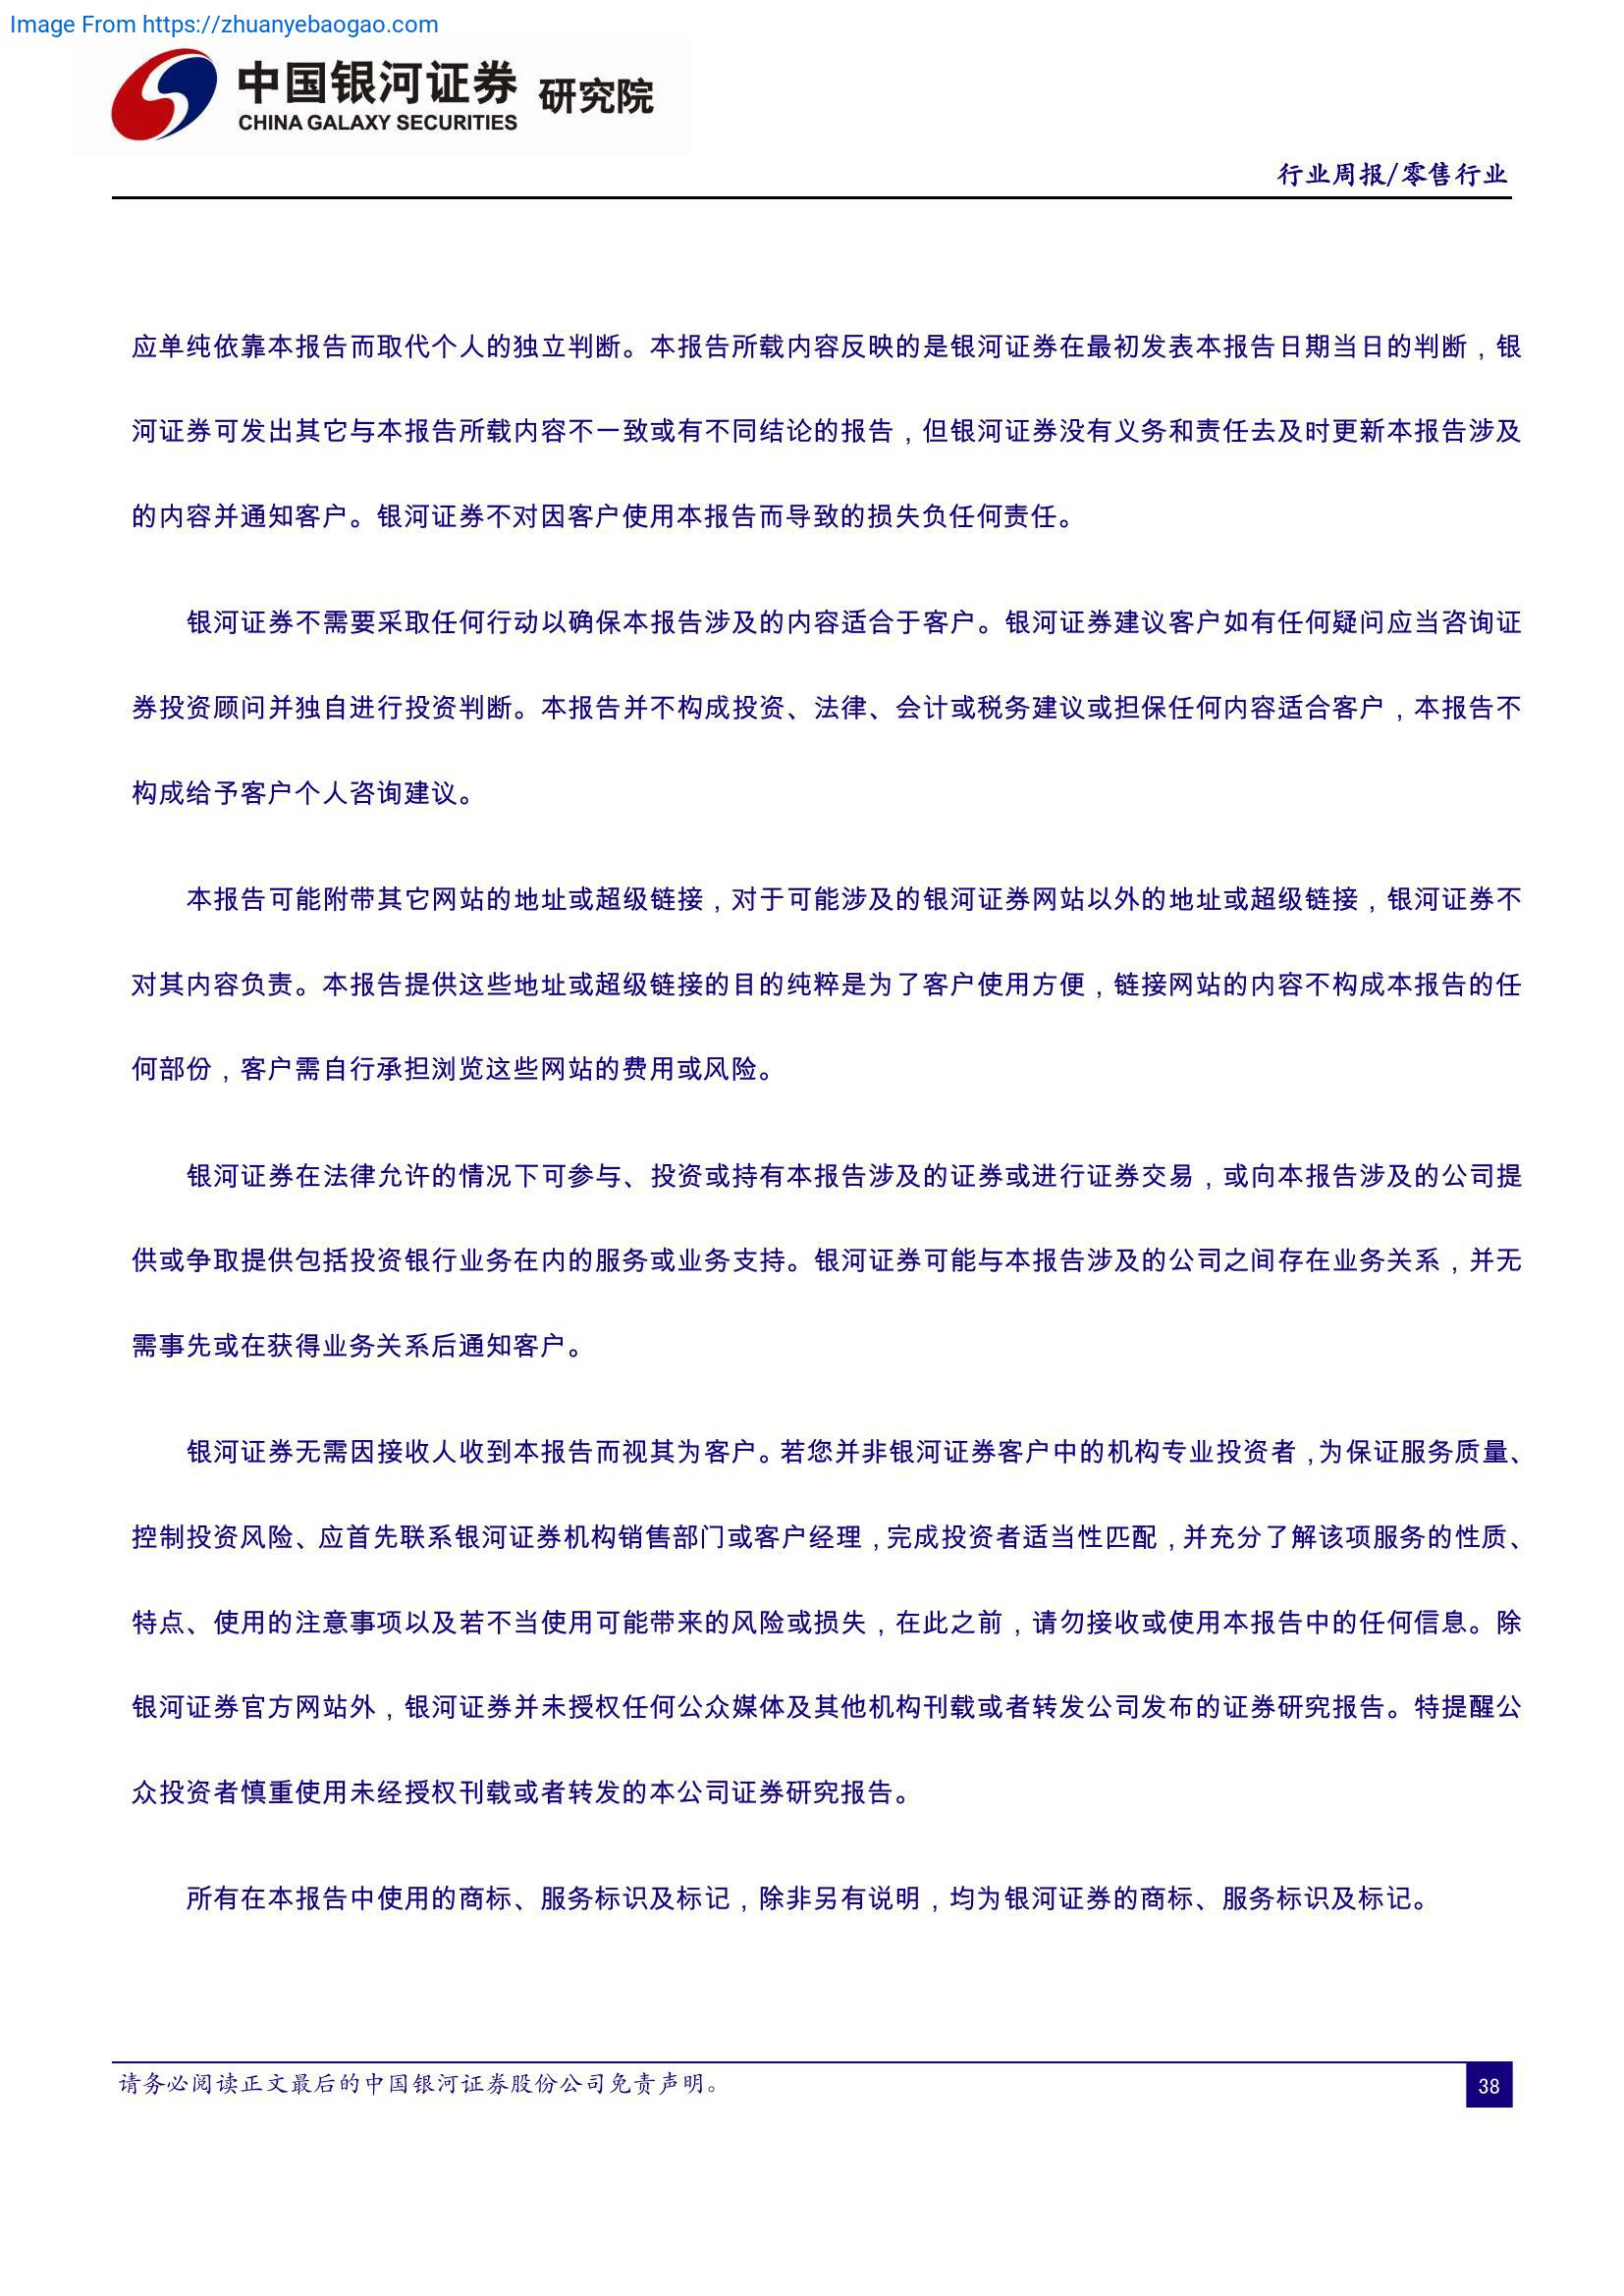 Image From https://zhuanyebaogao.com
中国银河证券 研究院
CHINA GALAXY SECURITIES
行业周报/零售行业
应单纯依靠本报告而取代个人的独立判断。本报告所载内容反映的是银河证券在最初发表本报告日期当日的判断，银
河证券可发出其它与本报告所载内容不一致或有不同结论的报告，但银河证券没有义务和责任去及时更新本报告涉及
的内容并通知客户。银河证券不对因客户使用本报告而导致的损失负任何责任。
银河证券不需要采取任何行动以确保本报告涉及的内容适合于客户。银河证券建议客户如有任何疑问应当咨询证
券投资顾问并独自进行投资判断。本报告并不构成投资、法律、会计或税务建议或担保任何内容适合客户，本报告不
构成给予客户个人咨询建议。
本报告可能附带其它网站的地址或超级链接，对于可能涉及的银河证券网站以外的地址或超级链接，银河证券不
对其内容负责。本报告提供这些地址或超级链接的目的纯粹是为了客户使用方便，链接网站的内容不构成本报告的任
何部份，客户需自行承担浏览这些网站的费用或风险。
银河证券在法律允许的情况下可参与、投资或持有本报告涉及的证券或进行证券交易，或向本报告涉及的公司提
供或争取提供包括投资银行业务在内的服务或业务支持。银河证券可能与本报告涉及的公司之间存在业务关系，并无
需事先或在获得业务关系后通知客户。
银河证券无需因接收人收到本报告而视其为客户。若您并非银河证券客户中的机构专业投资者，为保证服务质量、
控制投资风险、应首先联系银河证券机构销售部门或客户经理，完成投资者适当性匹配，并充分了解该项服务的性质、
特点、使用的注意事项以及若不当使用可能带来的风险或损失，在此之前，请勿接收或使用本报告中的任何信息。除
银河证券官方网站外，银河证券并未授权任何公众媒体及其他机构刊载或者转发公司发布的证券研究报告。特提醒公
众投资者慎重使用未经授权刊载或者转发的本公司证券研究报告。
所有在本报告中使用的商标、服务标识及标记，除非另有说明，均为银河证券的商标、服务标识及标记。
请务必阅读正文最后的中国银河证券股份公司免责声明。
38